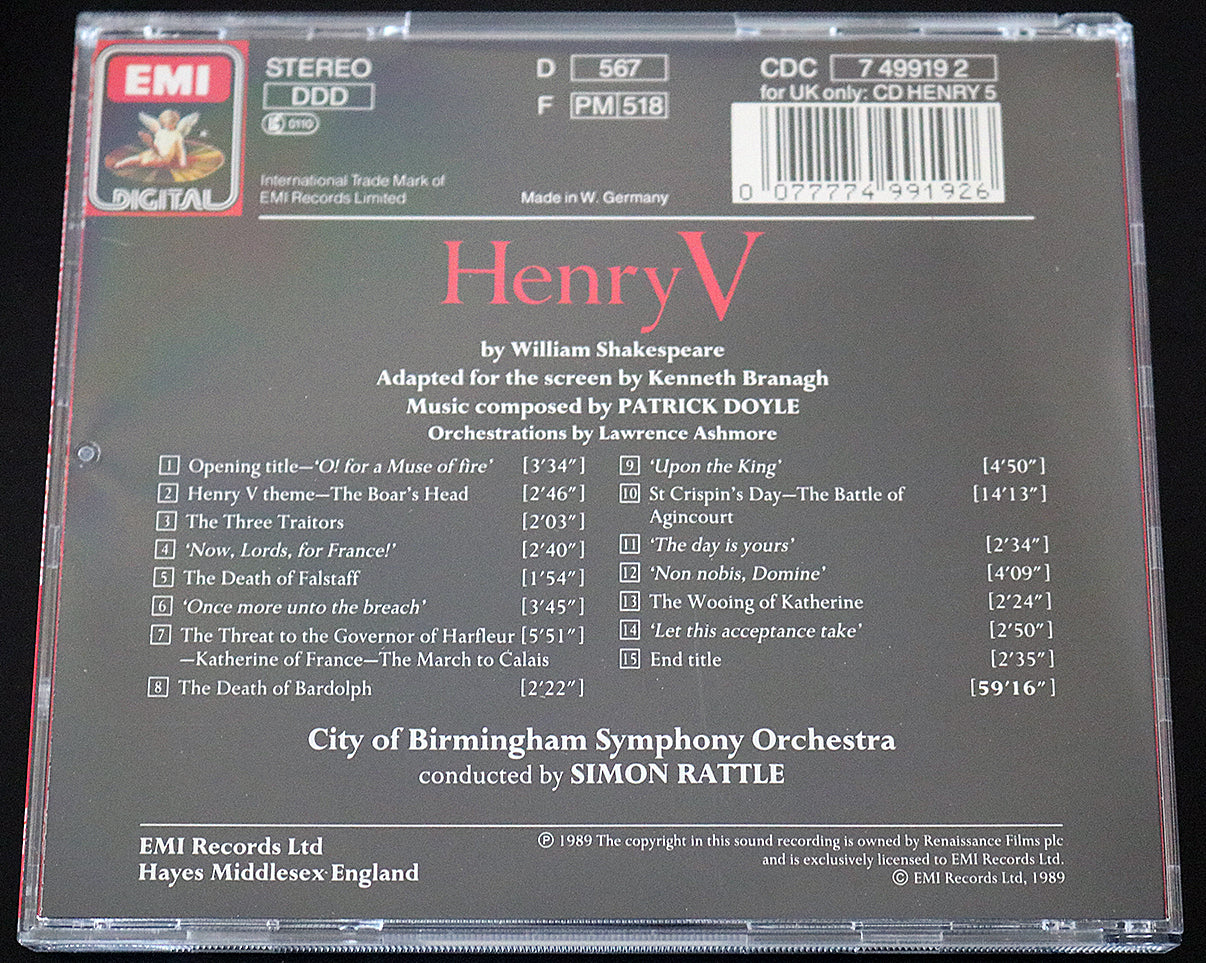 EMI
DIGITAL
STEREO
DDD
0110
International Trade Mark of
EMI Records Limited
D 567
F PM 518
Made in W. Germany
CDC 7 49919 2
for UK only: CD HENRY 5
0 077774 991926
Henry V
by William Shakespeare
Adapted for the screen by Kenneth Branagh
Music composed by PATRICK DOYLE
Orchestrations by Lawrence Ashmore
1 Opening title—‘O! for a Muse of fire’ [3’34”]
2 Henry V theme—The Boar’s Head [2’46”]
3 The Three Traitors [2’03”]
4 ‘Now, Lords, for France!’ [2’40”]
5 The Death of Falstaff [1’54”]
6 ‘Once more unto the breach’ [3’45”]
7 The Threat to the Governor of Harfleur [5’51”]
—Katherine of France—The March to Calais
8 The Death of Bardolph [2’22”]
9 ‘Upon the King’ [4’50”]
10 St Crispin’s Day—The Battle of [14’13”]
Agincourt
11 ‘The day is yours’ [2’34”]
12 ‘Non nobis, Domine’ [4’09”]
13 The Wooing of Katherine [2’24”]
14 ‘Let this acceptance take’ [2’50”]
15 End title [2’35”]
[59’16”]
City of Birmingham Symphony Orchestra
conducted by SIMON RATTLE
EMI Records Ltd
Hayes Middlesex England
℗ 1989 The copyright in this sound recording is owned by Renaissance Films plc
and is exclusively licensed to EMI Records Ltd.
© EMI Records Ltd, 1989